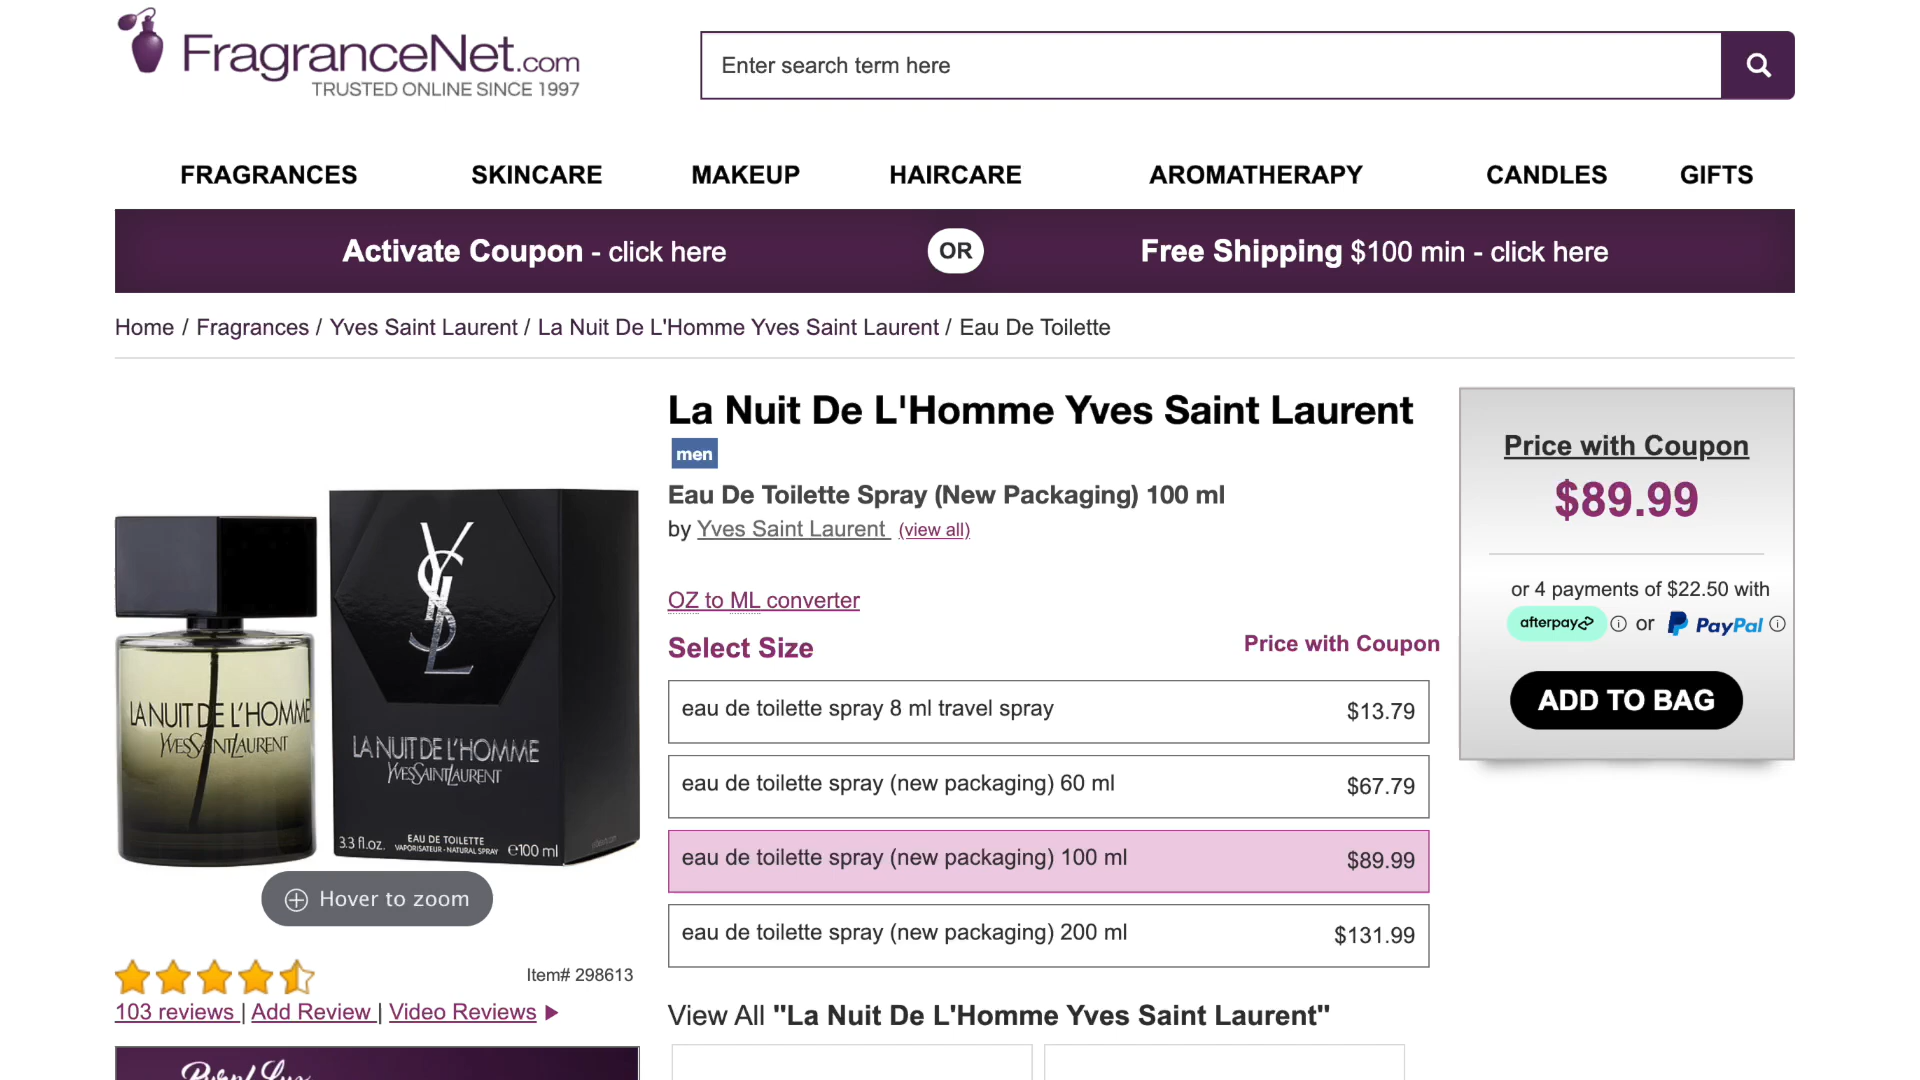 FragranceNet.com
TRUSTED ONLINE SINCE 1997
Enter search term here
FRAGRANCES SKINCARE MAKEUP HAIRCARE AROMATHERAPY CANDLES GIFTS
Activate Coupon - click here OR Free Shipping $100 min - click here
Home / Fragrances / Yves Saint Laurent / La Nuit De L'Homme Yves Saint Laurent / Eau De Toilette
La Nuit De L'Homme Yves Saint Laurent
men
Eau De Toilette Spray (New Packaging) 100 ml
by Yves Saint Laurent (view all)
OZ to ML converter
Select Size Price with Coupon
eau de toilette spray 8 ml travel spray $13.79
eau de toilette spray (new packaging) 60 ml $67.79
eau de toilette spray (new packaging) 100 ml $89.99
eau de toilette spray (new packaging) 200 ml $131.99
View All "La Nuit De L'Homme Yves Saint Laurent"
Price with Coupon
$89.99
or 4 payments of $22.50 with
afterpay or PayPal
ADD TO BAG
LA NUIT DE L'HOMME
YVESSAINTLAURENT
YSL
LA NUIT DE L'HOMME
YVESSAINTLAURENT
3.3 fl.oz. EAU DE TOILETTE
VAPORISATEUR - NATURAL SPRAY ℮100 ml
Hover to zoom
Item# 298613
103 reviews | Add Review | Video Reviews